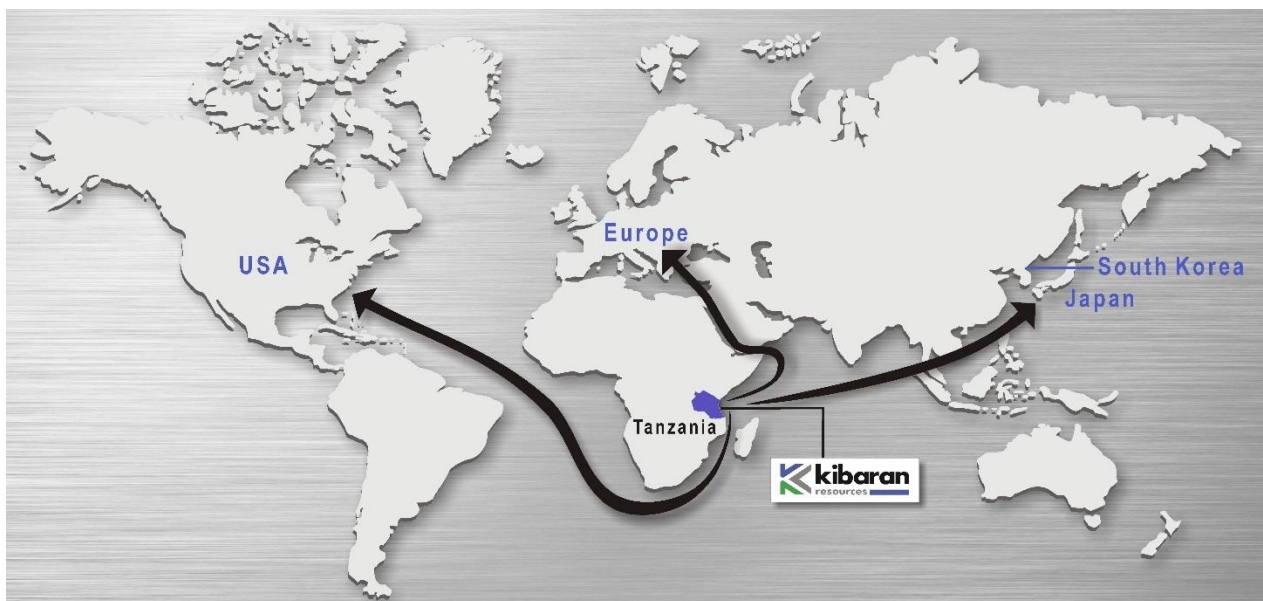 Europe
USA
South Korea
Japan
Tanzania
kibaran
resources